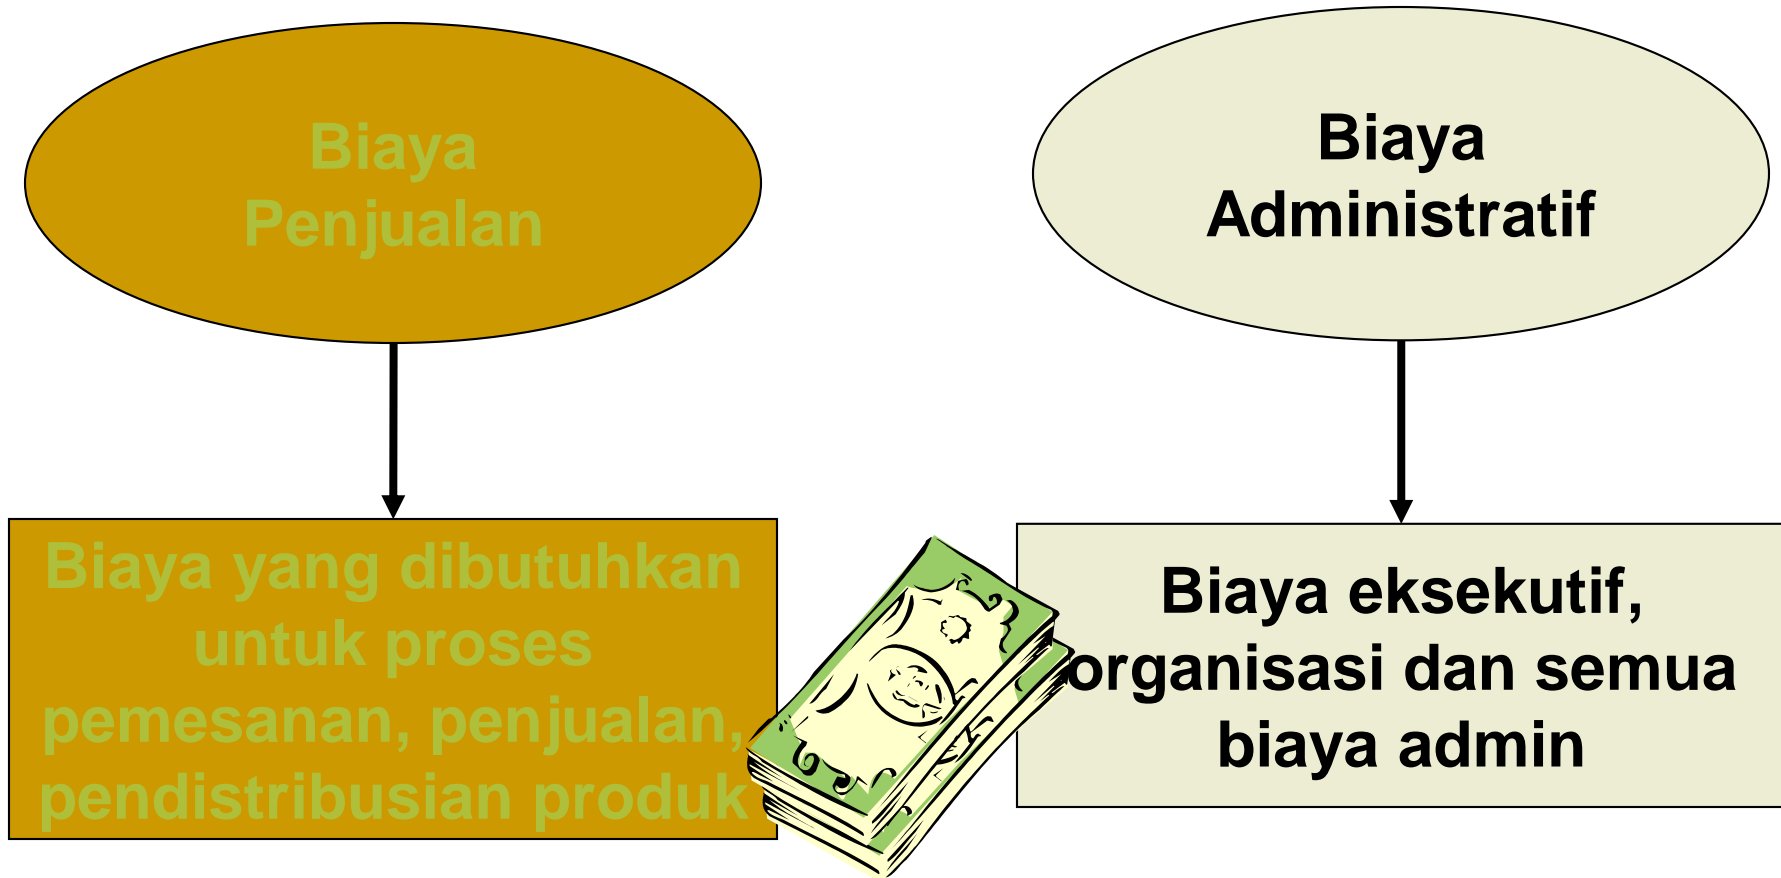 Biaya
Penjualan
Biaya yang dibutuhkan
untuk proses
pemesanan, penjualan,
pendistribusian produk
Biaya
Administratif
Biaya eksekutif,
organisasi dan semua
biaya admin